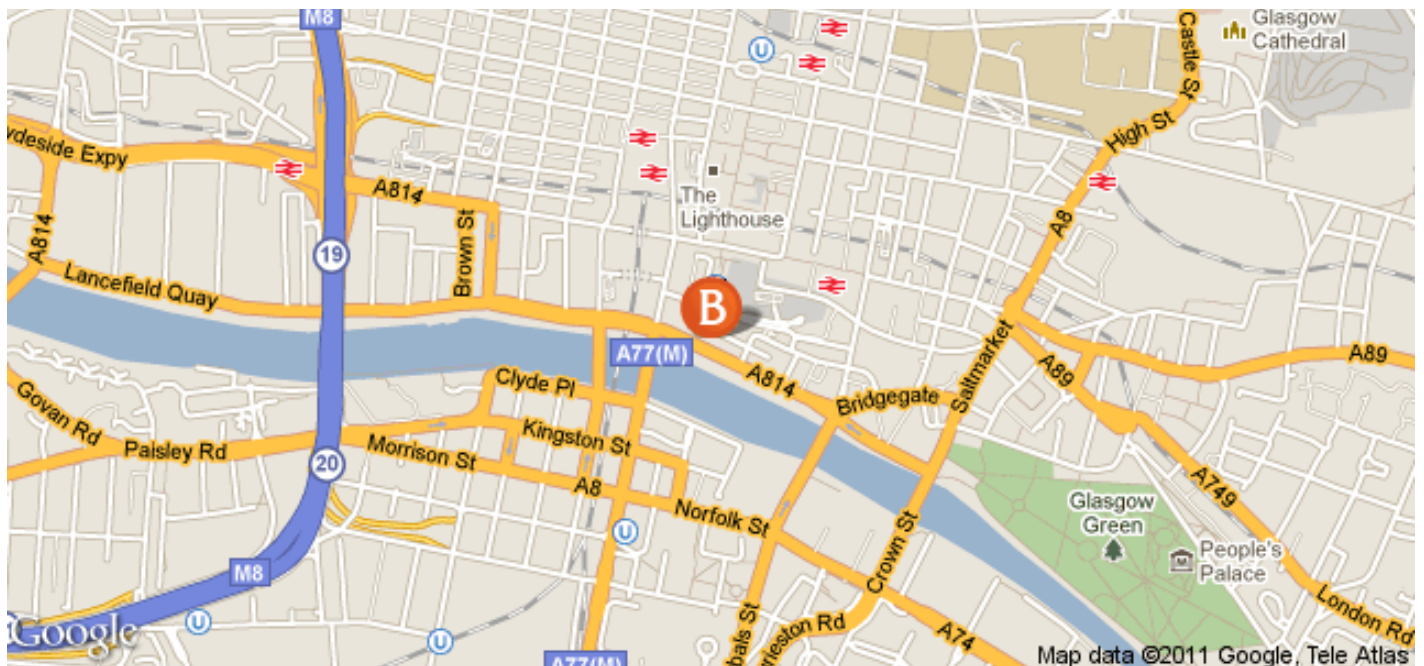 M8
Castle St
Glasgow
Cathedral
U
High St
ydeside Expy
The
Lighthouse
A814
A8
A814
Brown St
19
Lancefield Quay
B
A77(M)
Saltmarket
A89
A89
Clyde Pl
A814
Bridgegate
Govan Rd
Paisley Rd
Morrison St
Kingston St
20
A8
Norfolk St
A749
Glasgow
Green
U
Crown St
People's
Palace
M8
London Rd
U
U
bals St
rieston Rd
A74
A77(M)
Google
Map data ©2011 Google, Tele Atlas